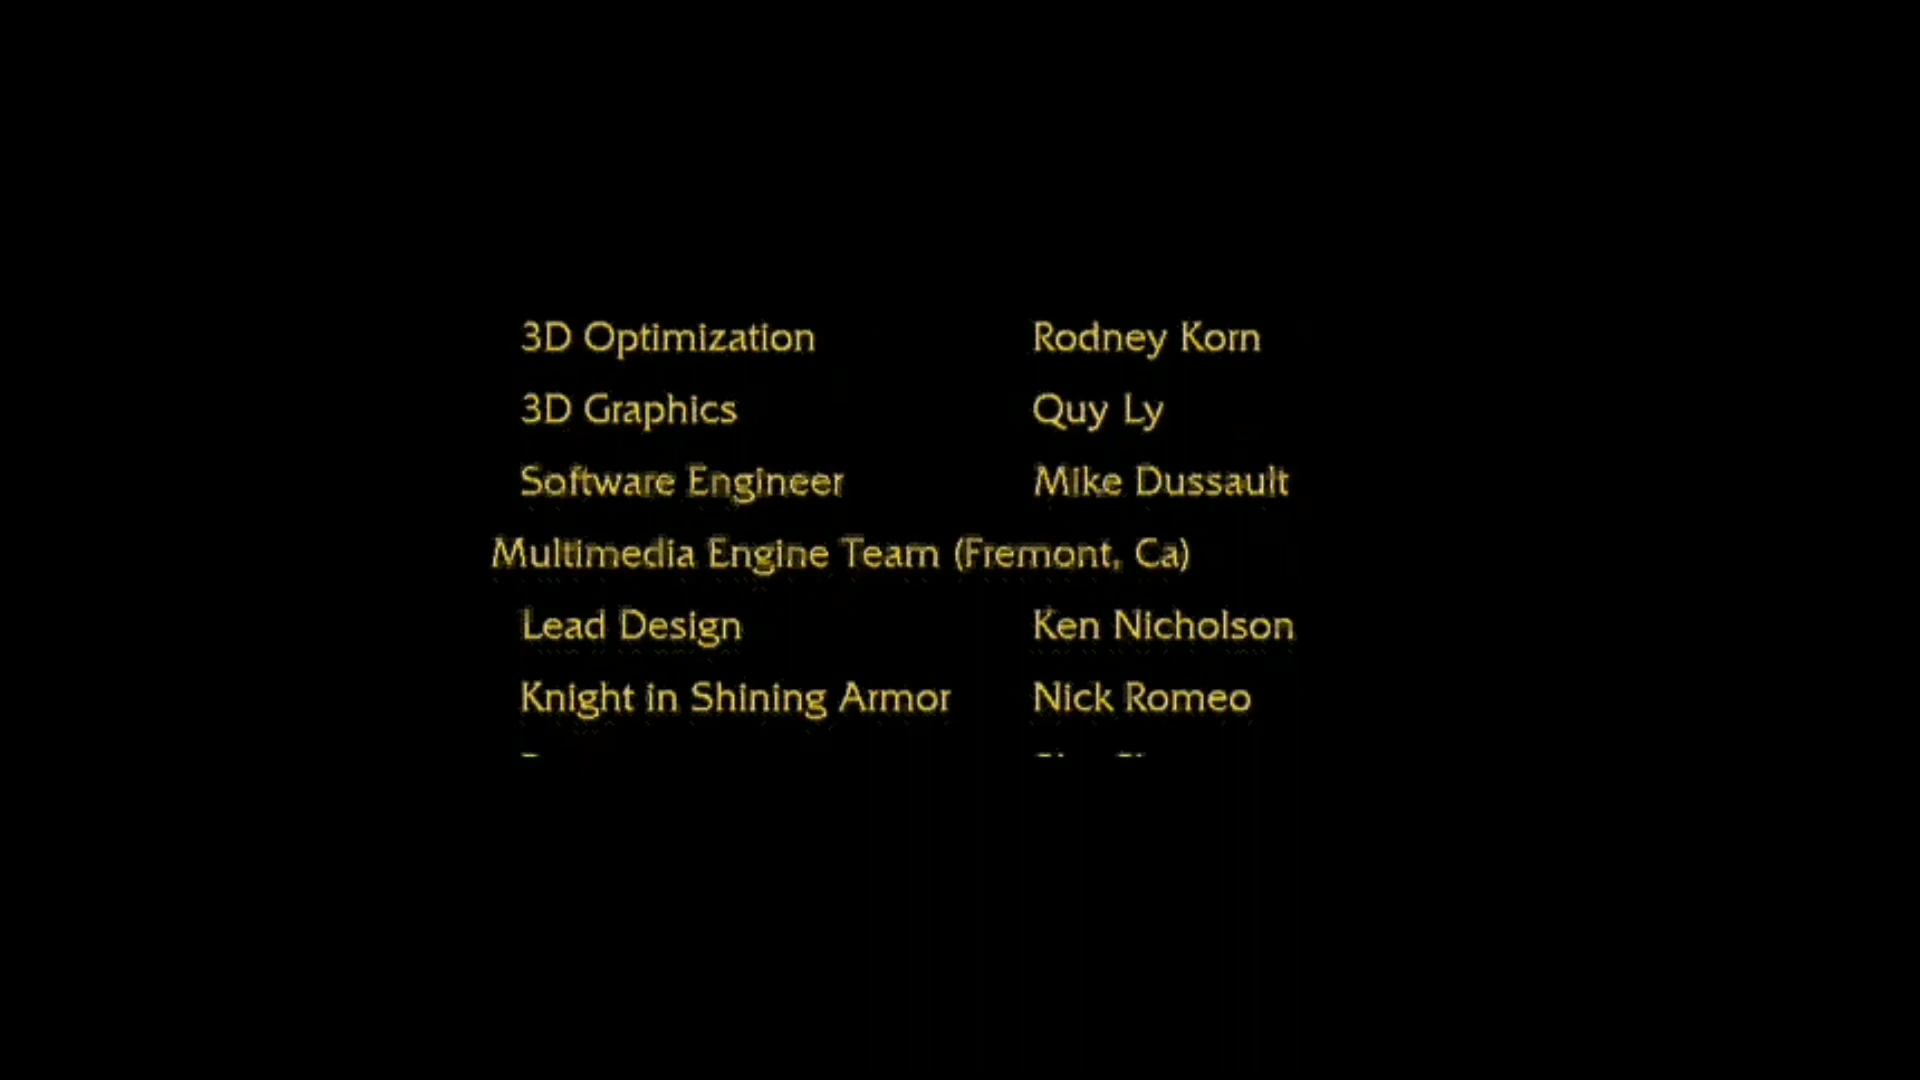 3D Optimization Rodney Korn
3D Graphics Quy Ly
Software Engineer Mike Dussault
Multimedia Engine Team (Fremont, Ca)
Lead Design Ken Nicholson
Knight in Shining Armor Nick Romeo